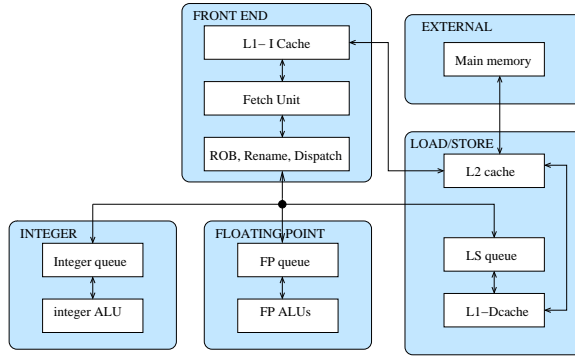 FRONT END
L1– I Cache
Fetch Unit
ROB, Rename, Dispatch
EXTERNAL
Main memory
LOAD/STORE
L2 cache
LS queue
L1–Dcache
INTEGER
Integer queue
integer ALU
FLOATING POINT
FP queue
FP ALUs